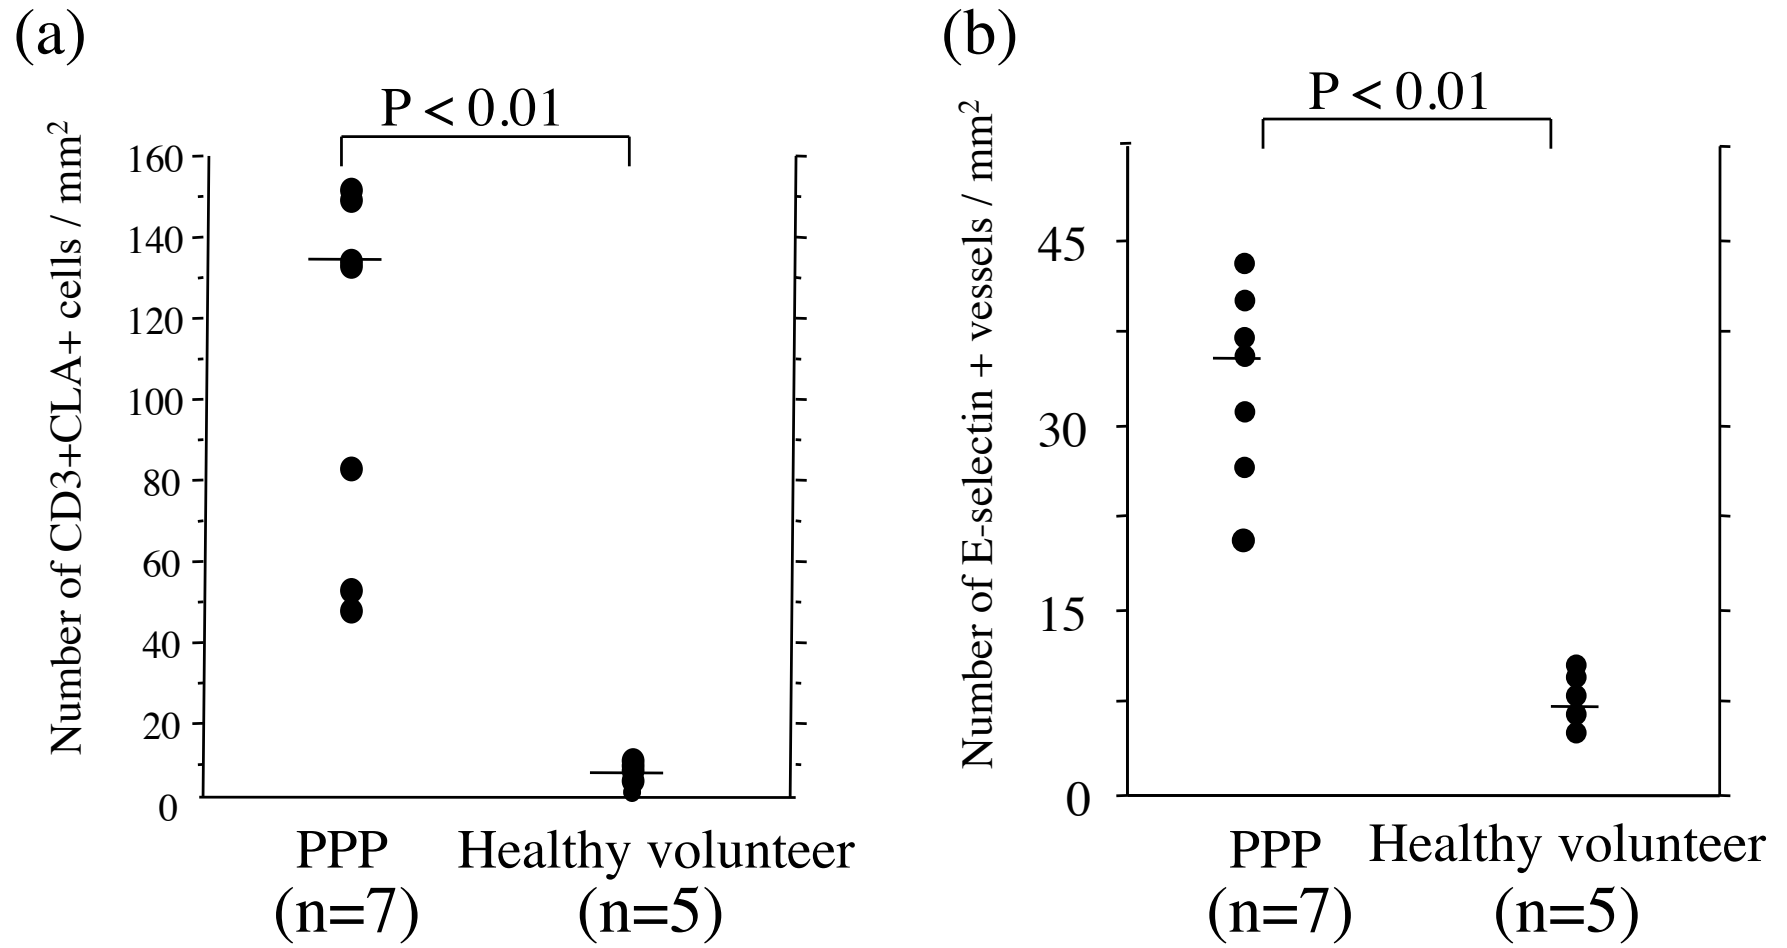 (a)
P < 0.01
Number of CD3+CLA+ cells / mm²
160
140
120
100
80
60
40
20
0
PPP
Healthy volunteer
(n=7)
(n=5)
(b)
P < 0.01
Number of E-selectin + vessels / mm²
45
30
15
0
PPP
Healthy volunteer
(n=7)
(n=5)